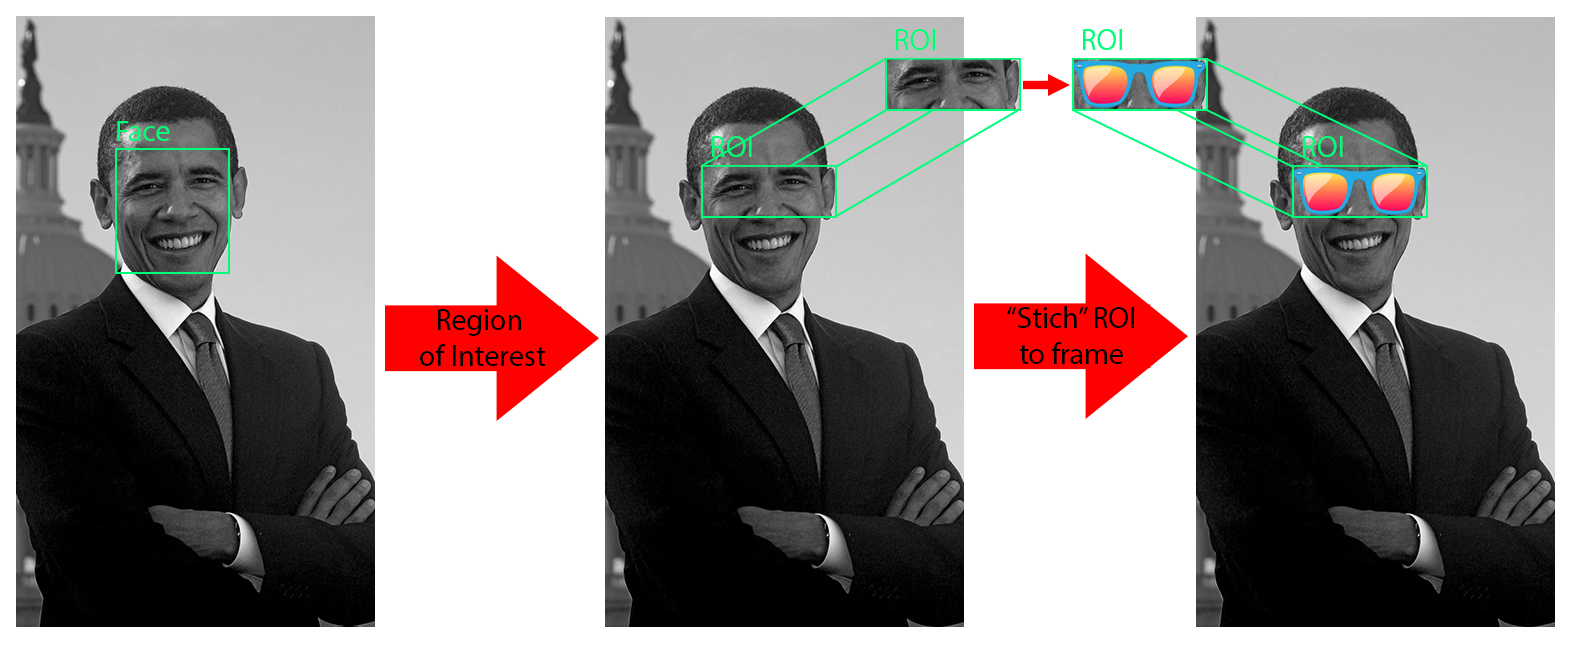 Face
Region
of Interest
ROI
ROI
"Stich" ROI
to frame
ROI
ROI